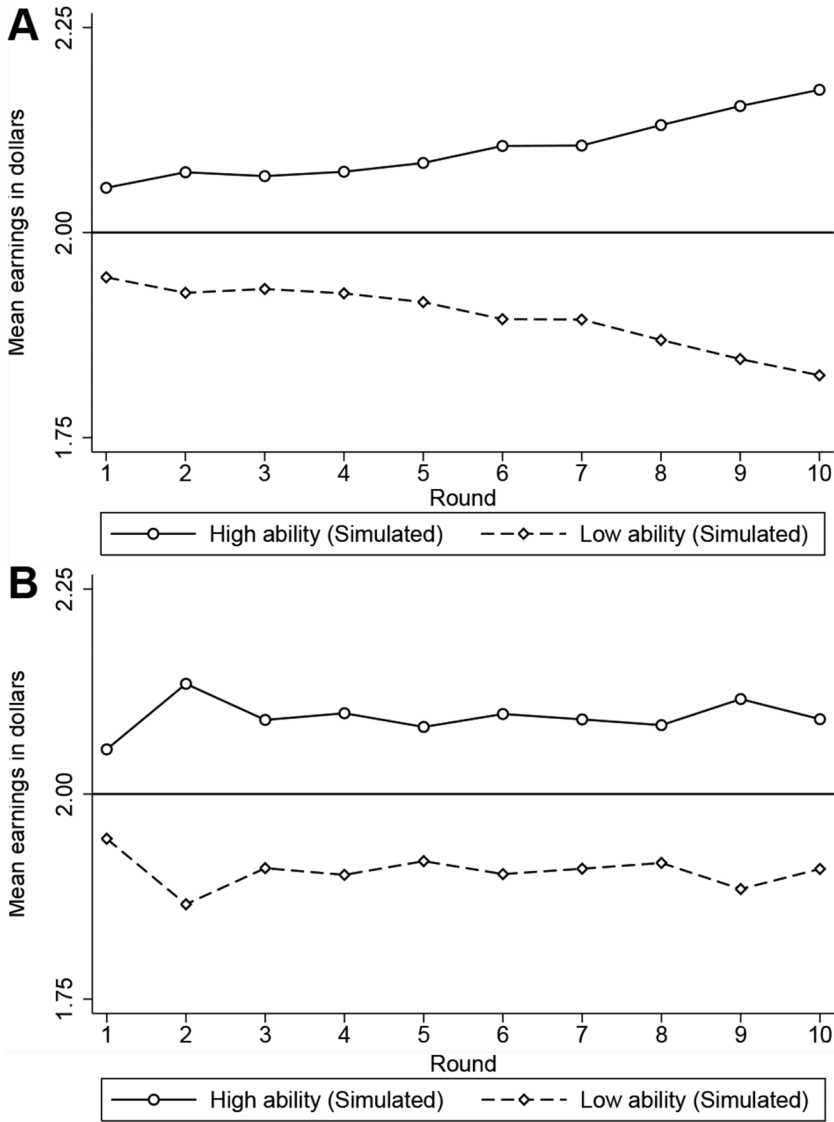 A
Mean earnings in dollars
2.25
2.00
1.75
1 2 3 4 5 6 7 8 9 10
Round
High ability (Simulated) Low ability (Simulated)
B
Mean earnings in dollars
2.25
2.00
1.75
1 2 3 4 5 6 7 8 9 10
Round
High ability (Simulated) Low ability (Simulated)